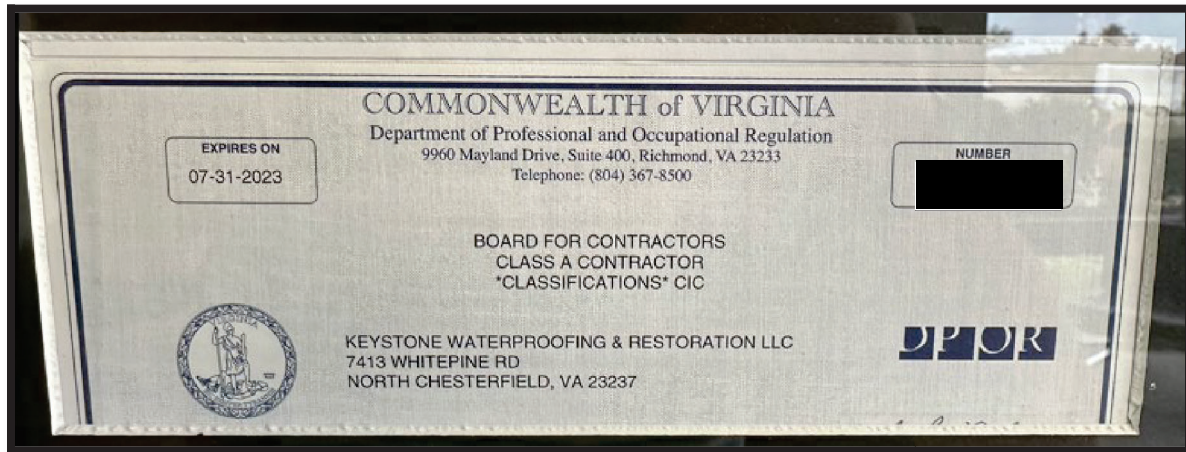 COMMONWEALTH of VIRGINIA
Department of Professional and Occupational Regulation
9960 Mayland Drive, Suite 400, Richmond, VA 23233
Telephone: (804) 367-8500
EXPIRES ON
07-31-2023
NUMBER
BOARD FOR CONTRACTORS
CLASS A CONTRACTOR
*CLASSIFICATIONS* CIC
KEYSTONE WATERPROOFING & RESTORATION LLC
7413 WHITEPINE RD
NORTH CHESTERFIELD, VA 23237
DPOR